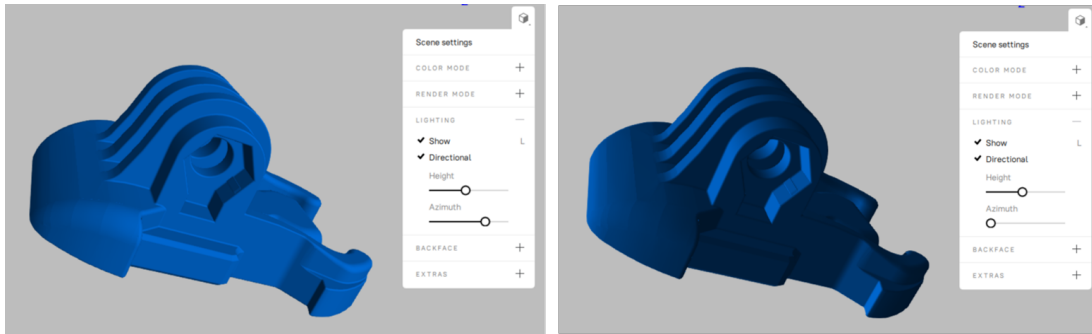 Scene settings
COLOR MODE
RENDER MODE
LIGHTING
Show L
Directional
Height
Azimuth
BACKFACE
EXTRAS
Scene settings
COLOR MODE
RENDER MODE
LIGHTING
Show L
Directional
Height
Azimuth
BACKFACE
EXTRAS